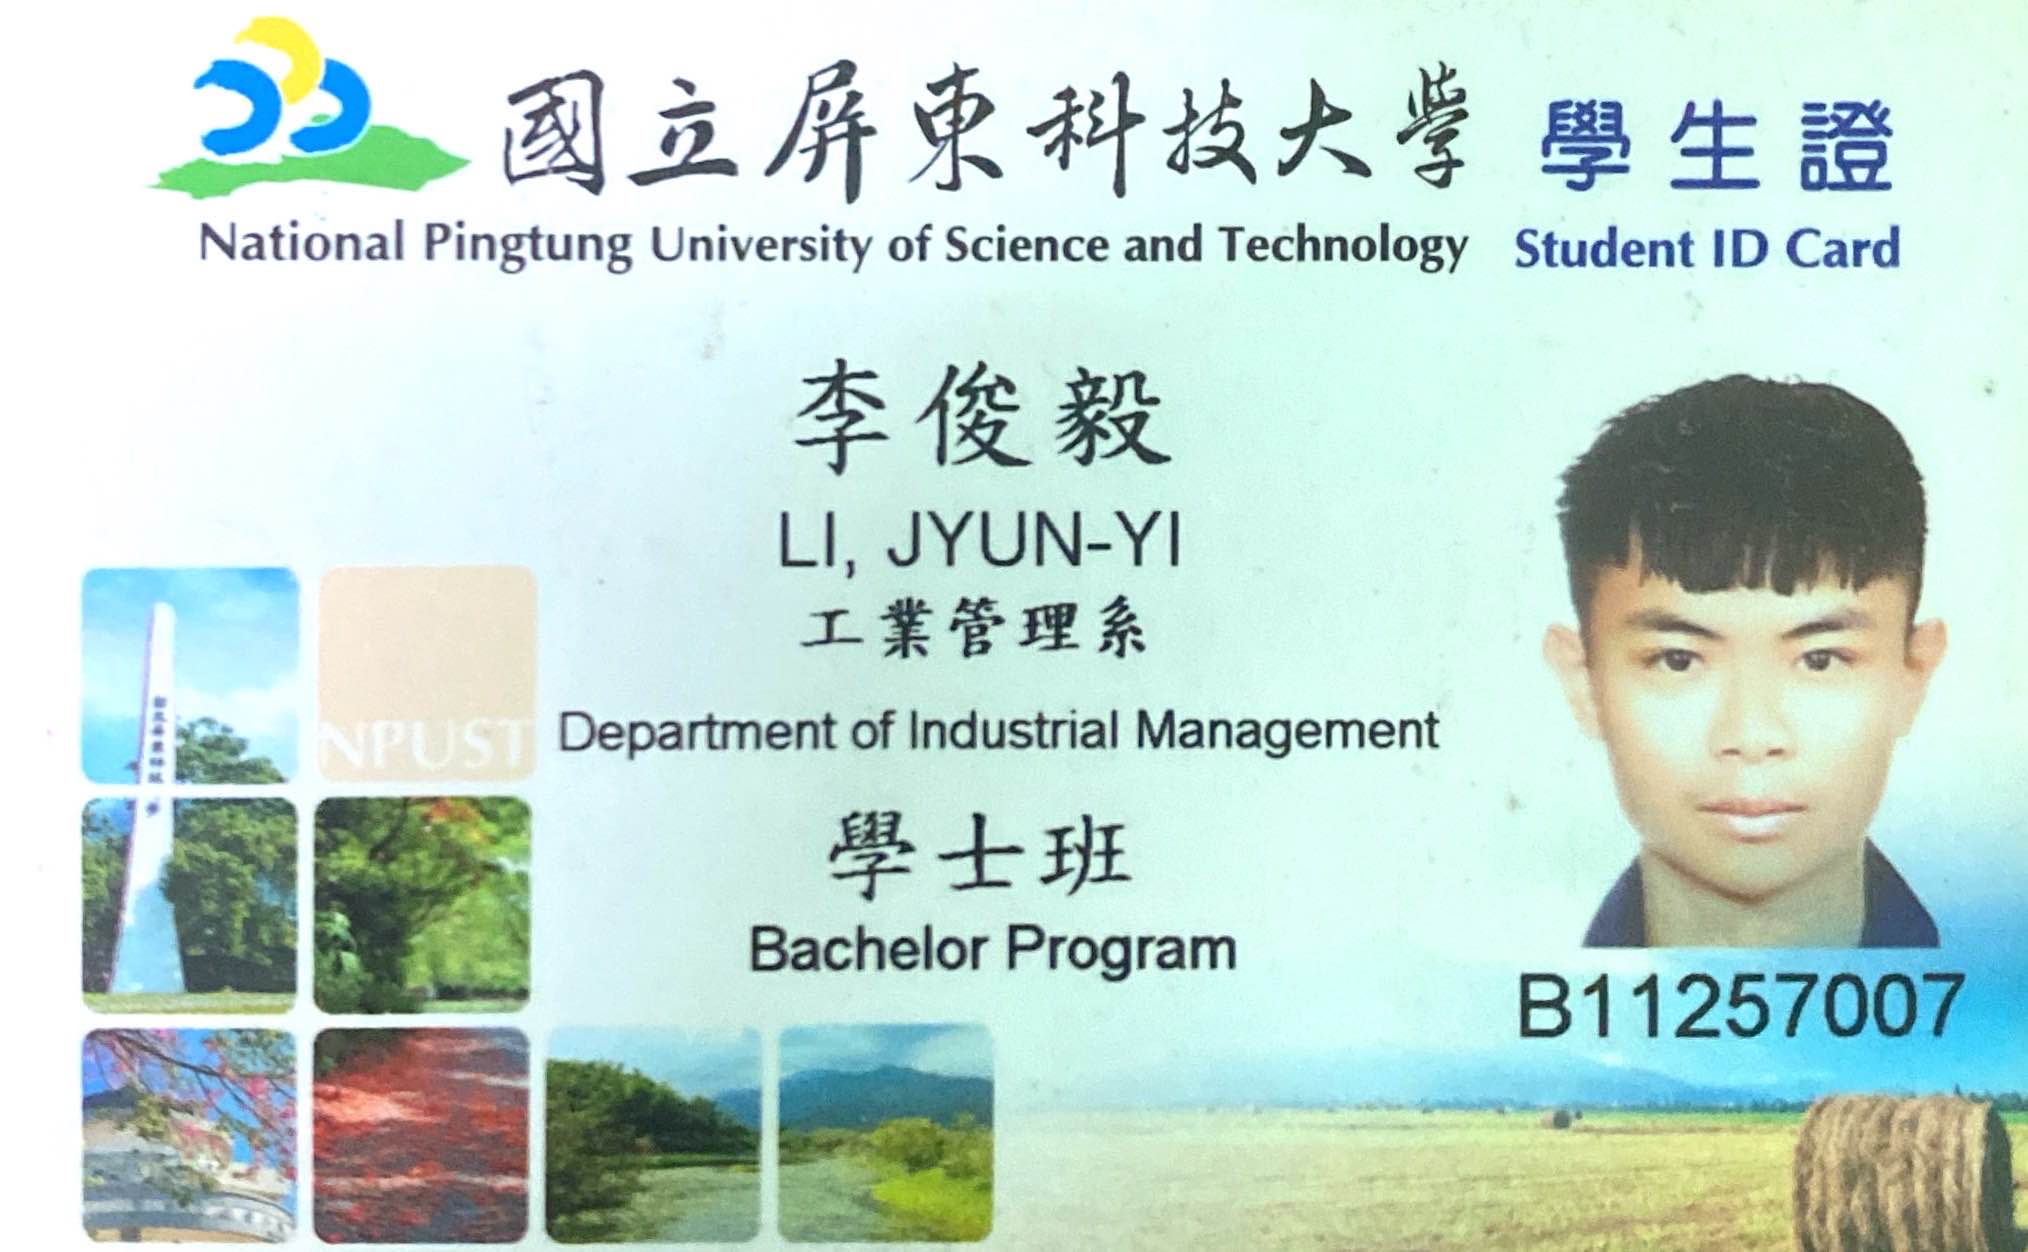 國立屏東科技大學 學生證
National Pingtung University of Science and Technology Student ID Card
李俊毅
LI, JYUN-YI
工業管理系
NPUST
Department of Industrial Management
學士班
Bachelor Program
B11257007